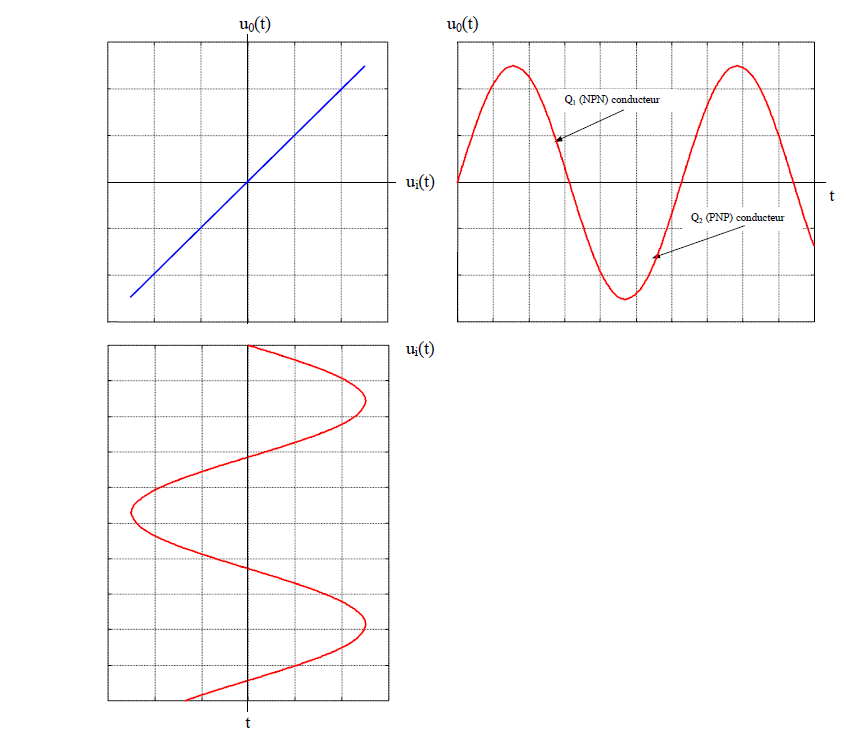 u₀(t)
u₀(t)
Q₁ (NPN) conducteur
uᵢ(t)
t
Q₂ (PNP) conducteur
uᵢ(t)
t